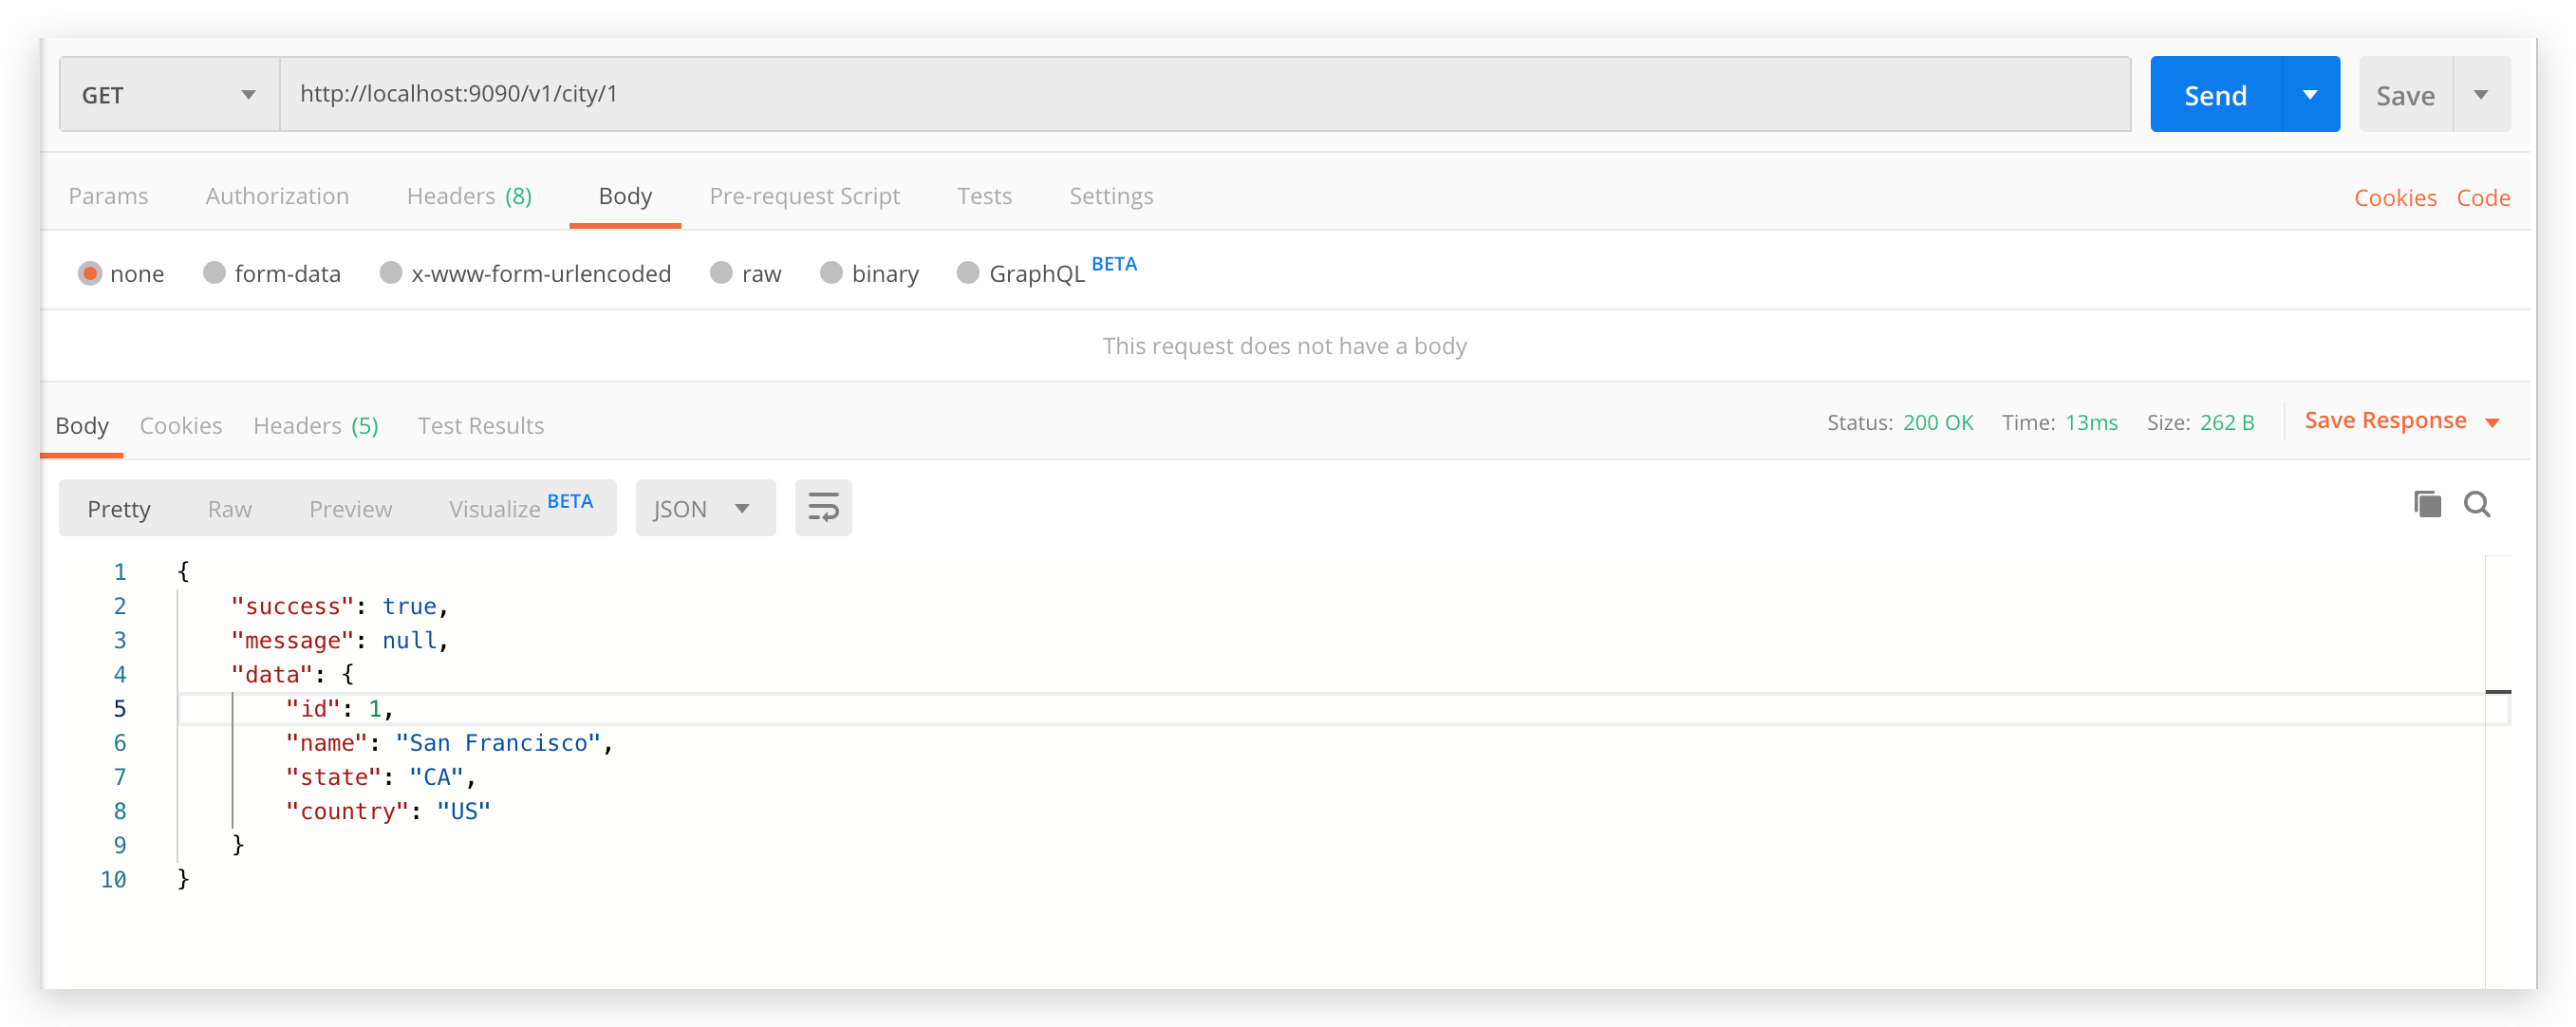 GET http://localhost:9090/v1/city/1 Send Save
Params Authorization Headers (8) Body Pre-request Script Tests Settings Cookies Code
none form-data x-www-form-urlencoded raw binary GraphQL BETA
This request does not have a body
Body Cookies Headers (5) Test Results Status: 200 OK Time: 13ms Size: 262 B Save Response
Pretty Raw Preview Visualize BETA JSON
1 {
2 "success": true,
3 "message": null,
4 "data": {
5 "id": 1,
6 "name": "San Francisco",
7 "state": "CA",
8 "country": "US"
9 }
10 }